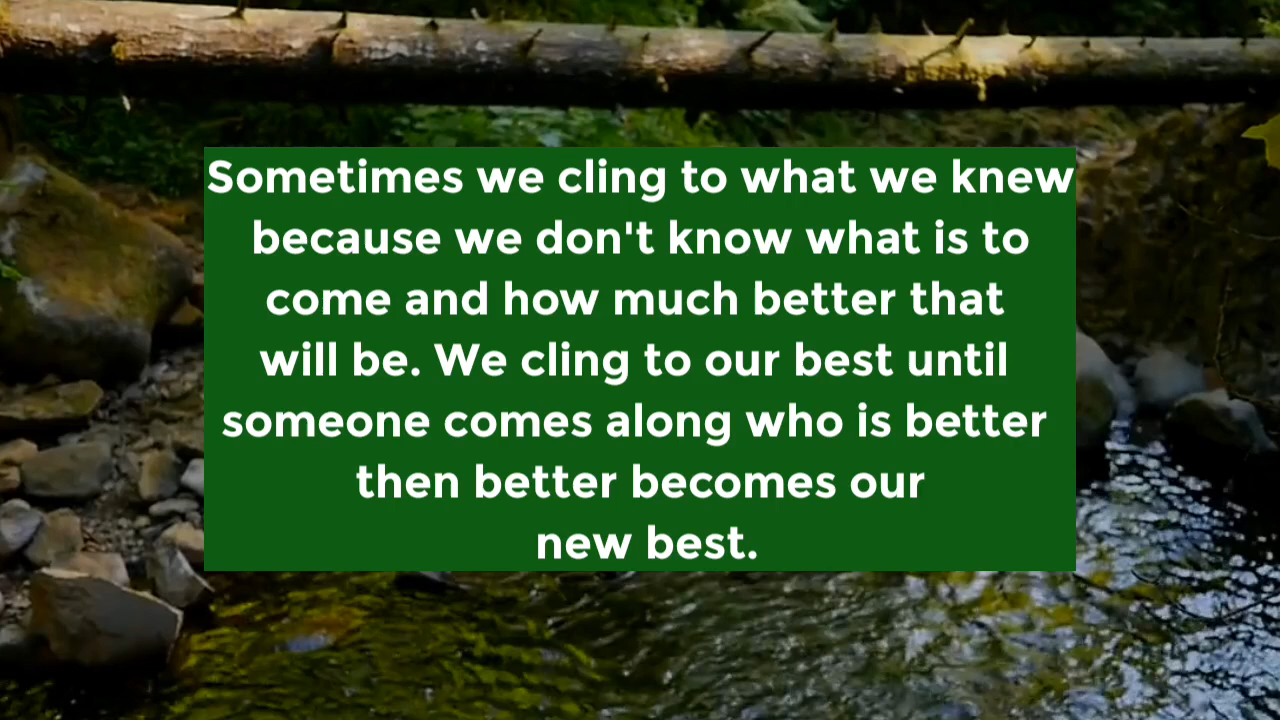 Sometimes we cling to what we knew
because we don't know what is to
come and how much better that
will be. We cling to our best until
someone comes along who is better
then better becomes our
new best.